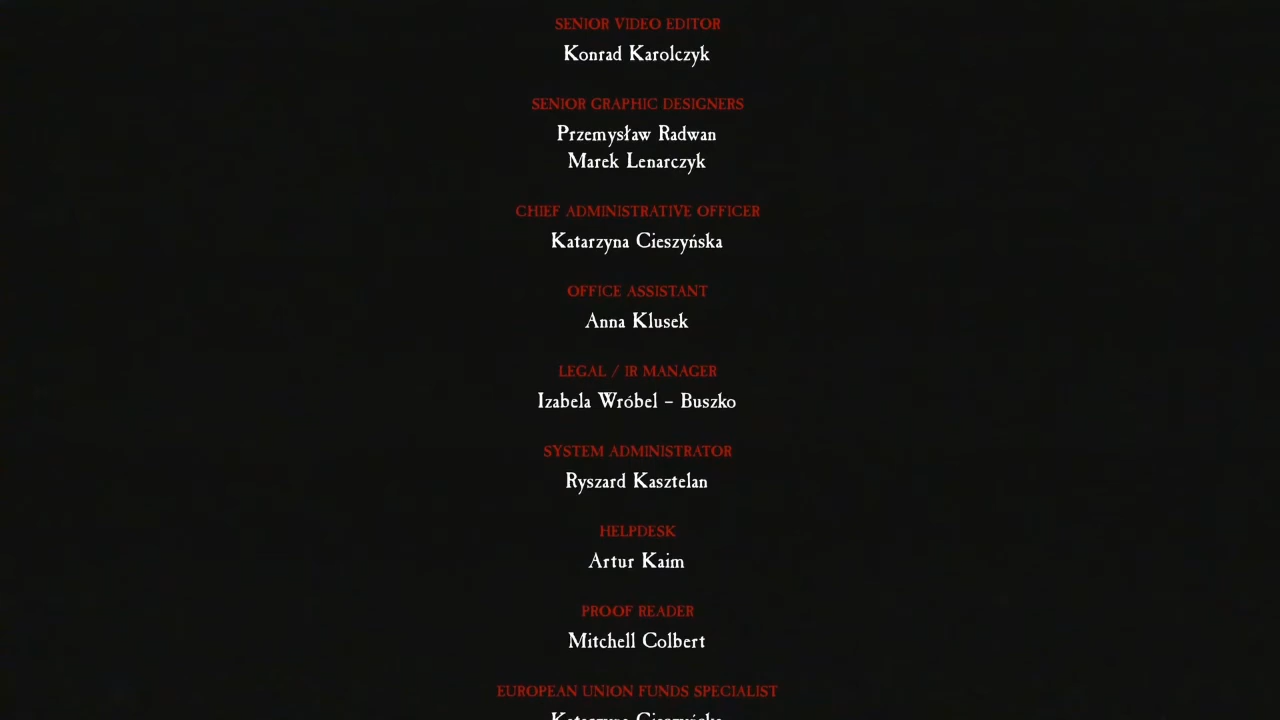 SENIOR VIDEO EDITOR
Konrad Karolczyk
SENIOR GRAPHIC DESIGNERS
Przemysław Radwan
Marek Lenarczyk
CHIEF ADMINISTRATIVE OFFICER
Katarzyna Cieszyńska
OFFICE ASSISTANT
Anna Klusek
LEGAL / IR MANAGER
Izabela Wróbel – Buszko
SYSTEM ADMINISTRATOR
Ryszard Kasztelan
HELPDESK
Artur Kaim
PROOF READER
Mitchell Colbert
EUROPEAN UNION FUNDS SPECIALIST
Katarzyna Cieszyńska